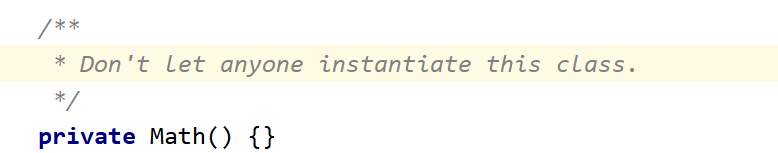 /**
* Don't let anyone instantiate this class.
*/
private Math() {}